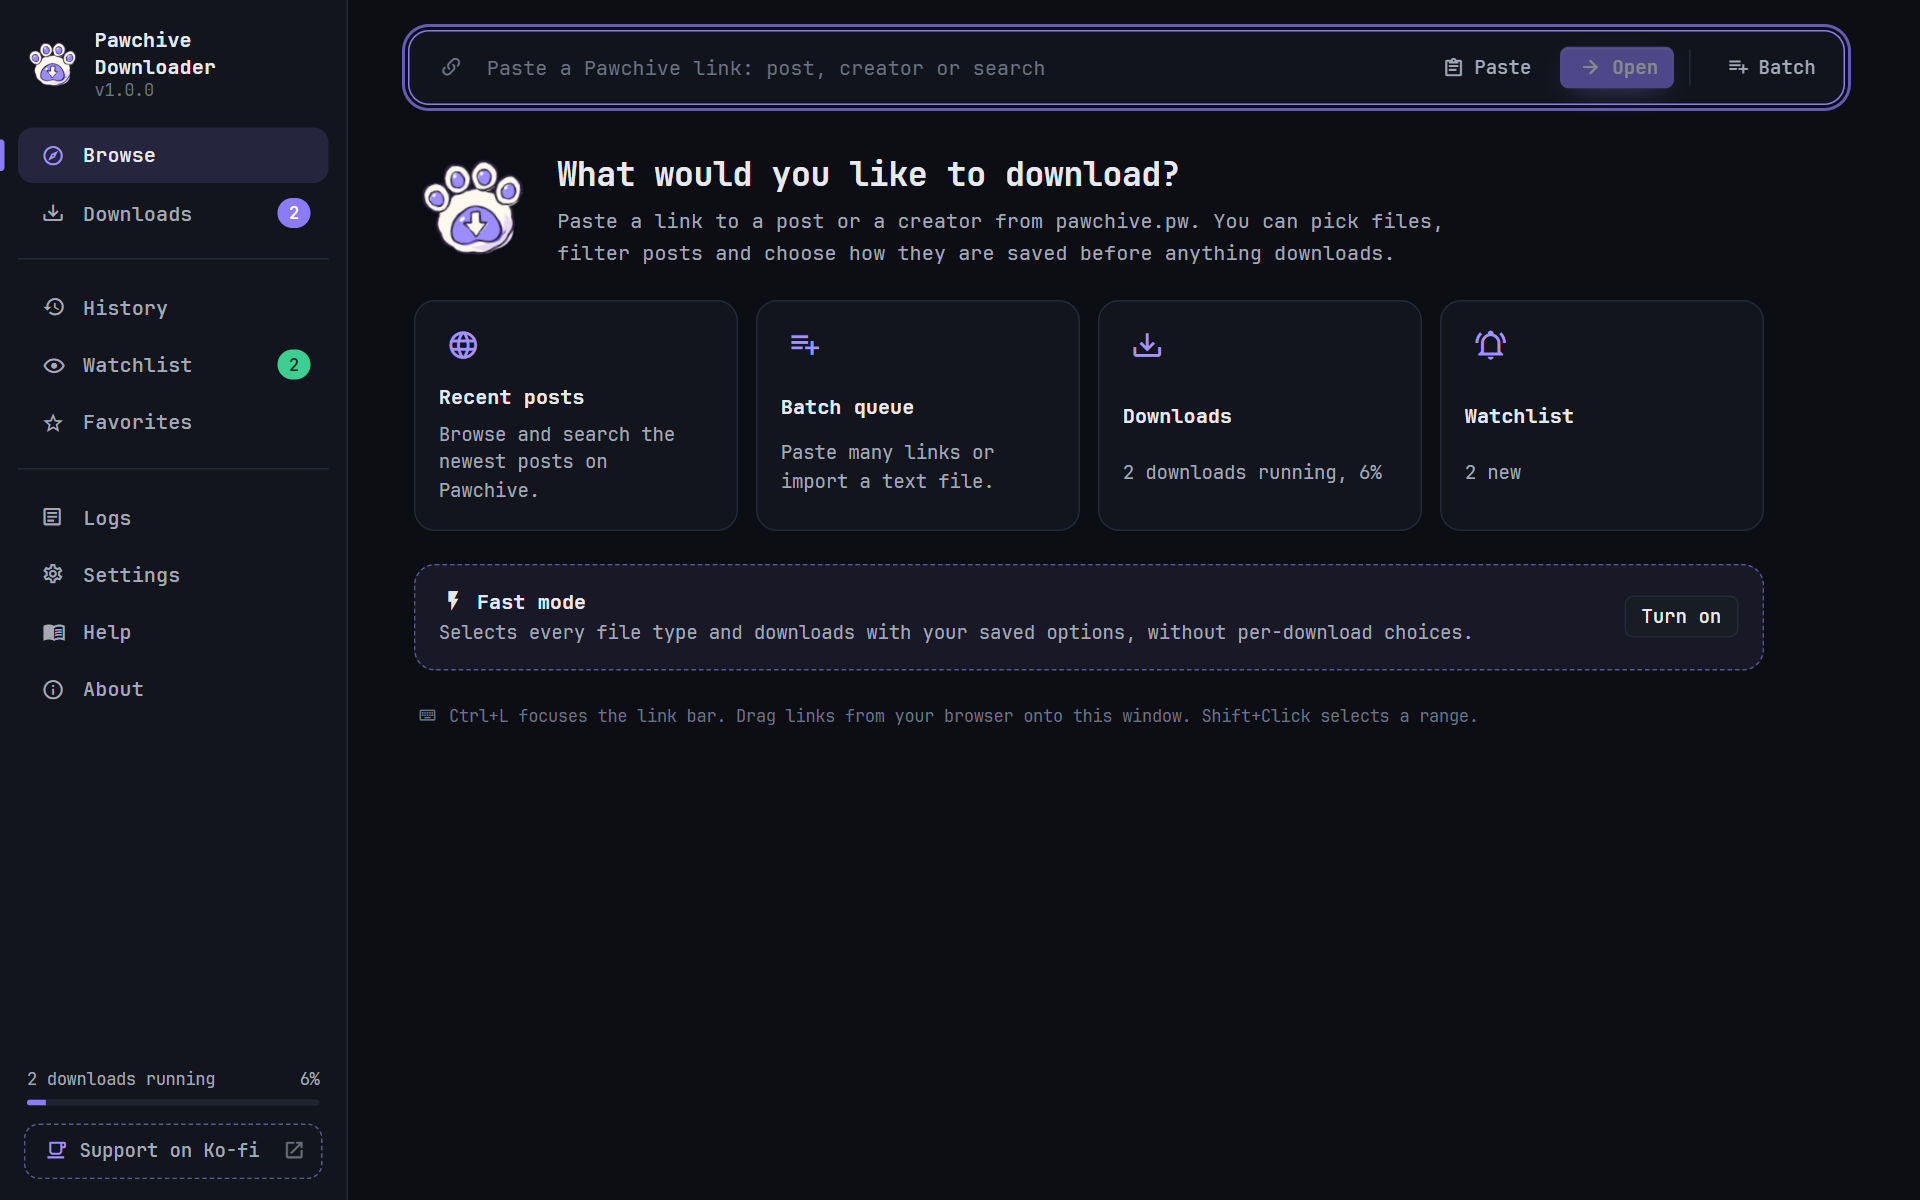 Pawchive
Downloader
v1.0.0
Browse
Downloads
2
History
Watchlist
2
Favorites
Logs
Settings
Help
About
2 downloads running
6%
Support on Ko-fi
Paste a Pawchive link: post, creator or search
Paste
Open
Batch
What would you like to download?
Paste a link to a post or a creator from pawchive.pw. You can pick files,
filter posts and choose how they are saved before anything downloads.
Recent posts
Browse and search the
newest posts on
Pawchive.
Batch queue
Paste many links or
import a text file.
Downloads
2 downloads running, 6%
Watchlist
2 new
Fast mode
Selects every file type and downloads with your saved options, without per-download choices.
Turn on
Ctrl+L focuses the link bar. Drag links from your browser onto this window. Shift+Click selects a range.